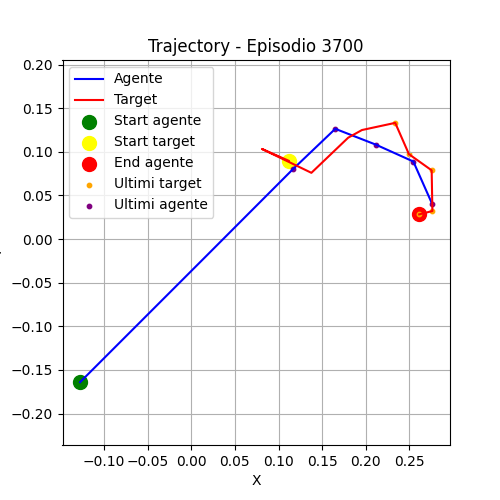 Trajectory - Episodio 3700
Agente
Target
Start agente
Start target
End agente
Ultimi target
Ultimi agente
0.20
0.15
0.10
0.05
0.00
−0.05
−0.10
−0.15
−0.20
−0.10
−0.05
0.00
0.05
0.10
0.15
0.20
0.25
X